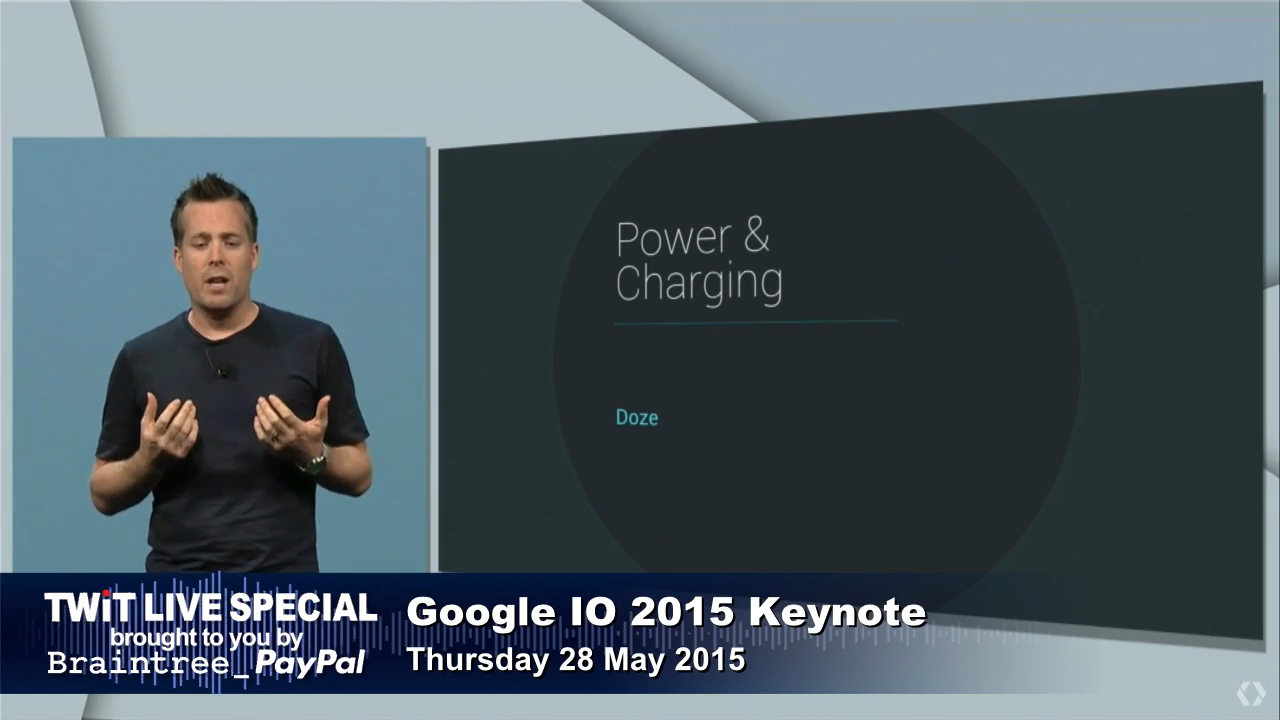 Power &
Charging
Doze
TWiT LIVE SPECIAL
brought to you by
Braintree_PayPal
Google IO 2015 Keynote
Thursday 28 May 2015